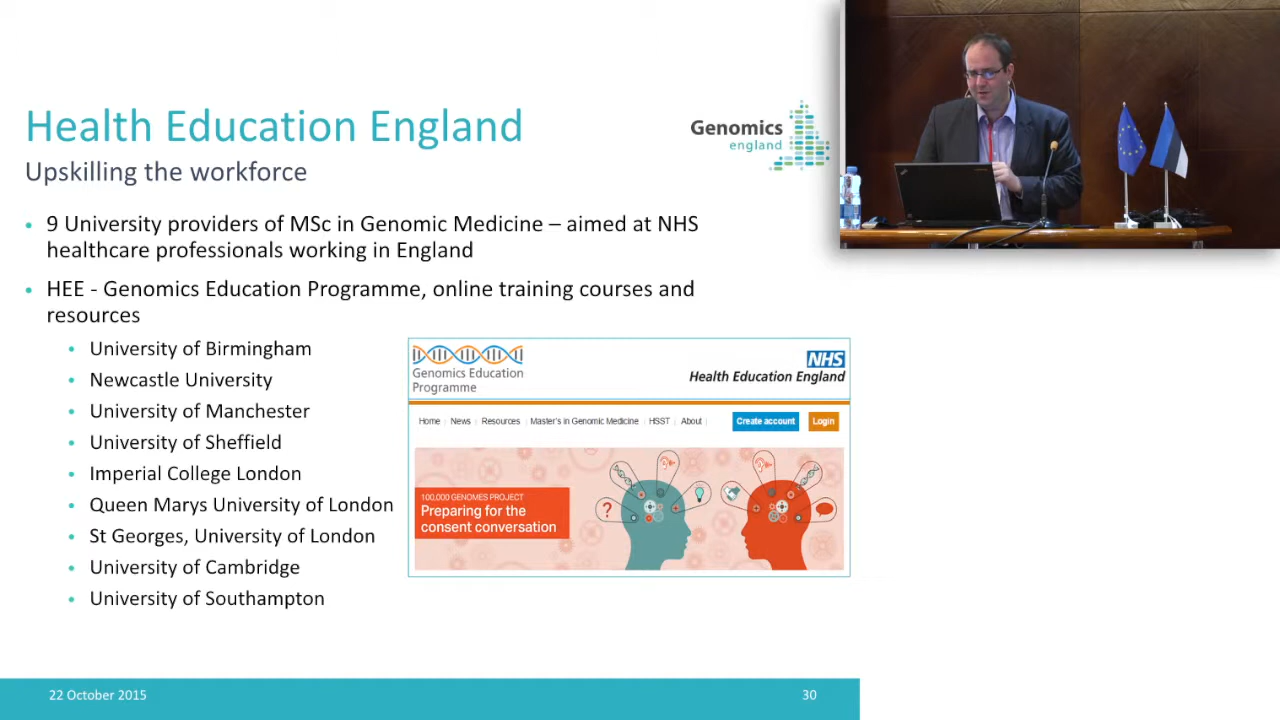 Health Education England
Upskilling the workforce
Genomics
england
• 9 University providers of MSc in Genomic Medicine – aimed at NHS
healthcare professionals working in England
• HEE - Genomics Education Programme, online training courses and
resources
• University of Birmingham
• Newcastle University
• University of Manchester
• University of Sheffield
• Imperial College London
• Queen Marys University of London
• St Georges, University of London
• University of Cambridge
• University of Southampton
Genomics Education
Programme
NHS
Health Education England
Home | News | Resources | Master's in Genomic Medicine | HSST | About |
Create account
Login
100,000 GENOMES PROJECT
Preparing for the
consent conversation
?
22 October 2015
30